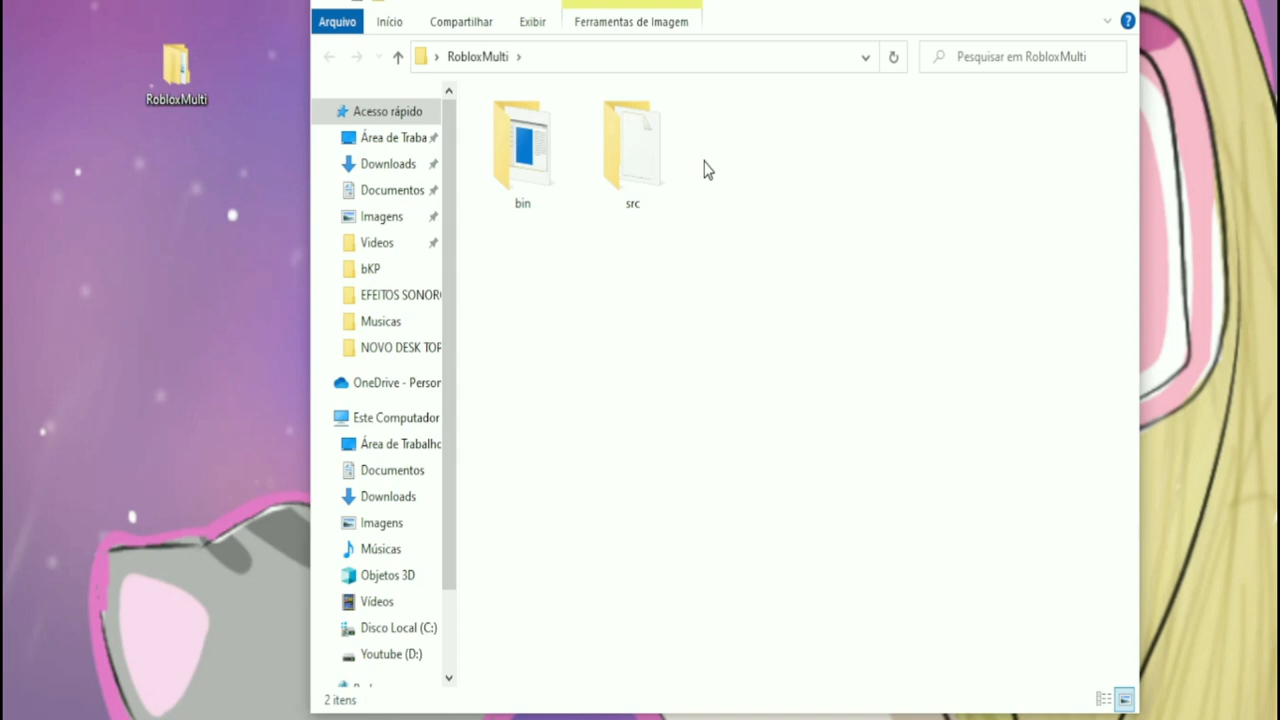 Arquivo Início Compartilhar Exibir Ferramentas de Imagem
RobloxMulti
Pesquisar em RobloxMulti
RobloxMulti
Acesso rápido
Área de Traba
Downloads
Documentos
Imagens
Videos
bKP
EFEITOS SONOR
Musicas
NOVO DESK TOP
OneDrive - Person
Este Computador
Área de Trabalho
Documentos
Downloads
Imagens
Músicas
Objetos 3D
Vídeos
Disco Local (C:)
Youtube (D:)
bin
src
2 itens